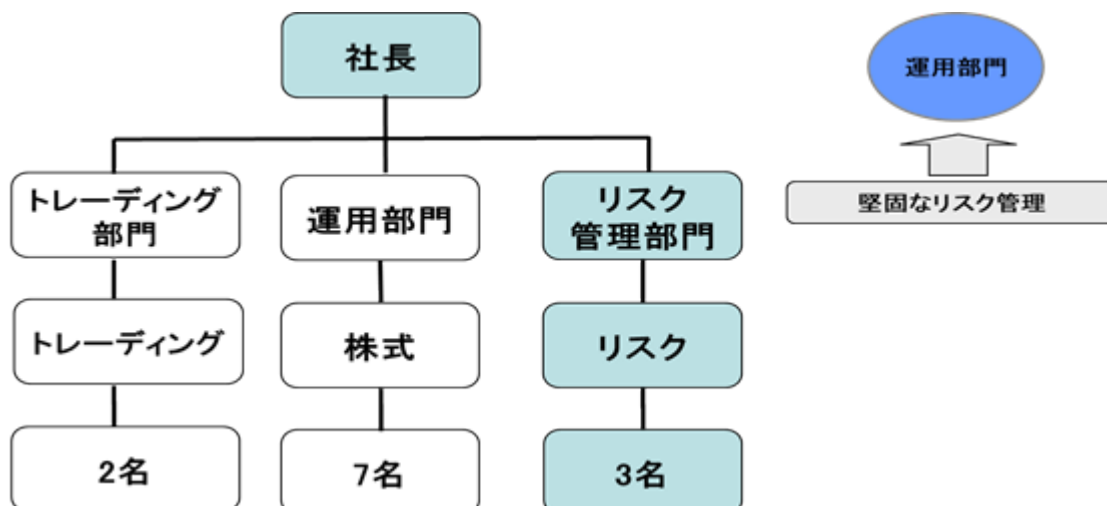 社長
運用部門
堅固なリスク管理
トレーディング
部門
運用部門
リスク
管理部門
トレーディング
株式
リスク
2名
7名
3名